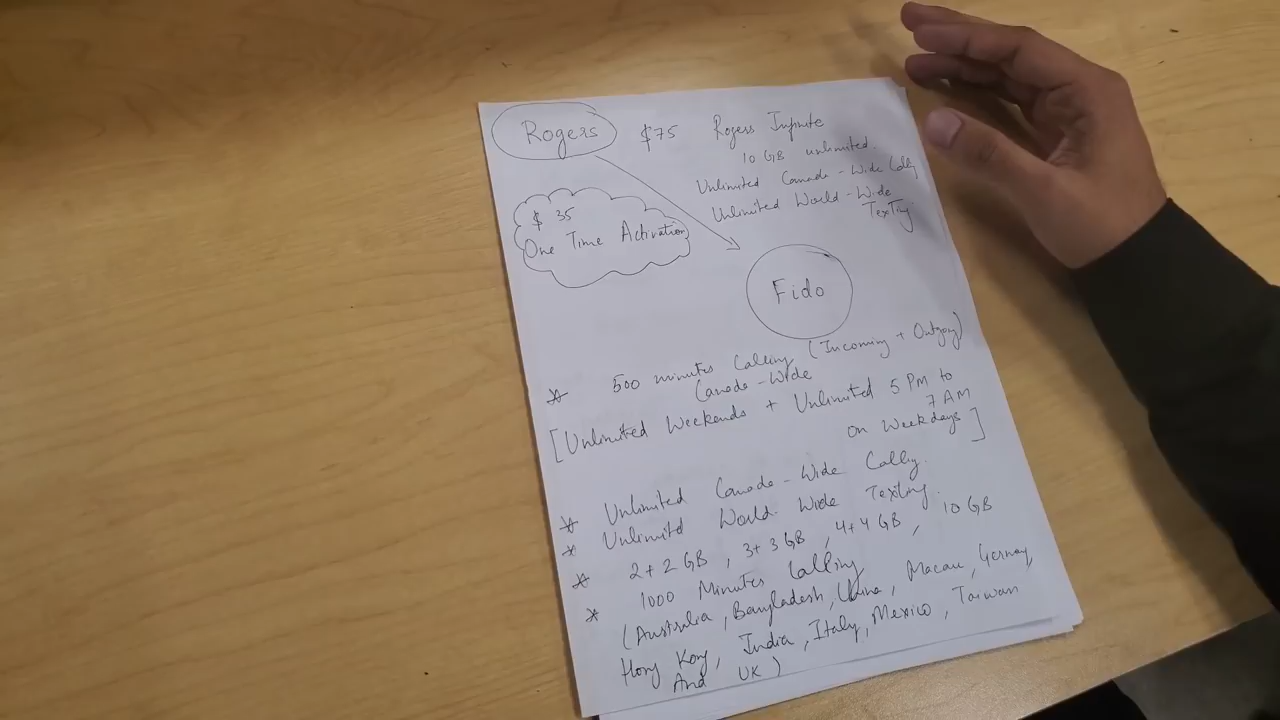 Rogers $75 Rogers Infinite
10 GB unlimited.
Unlimited Canada-Wide Calling
Unlimited World-Wide
Texting
$ 35
One Time Activation
Fido
* 500 minutes Calling (Incoming + Outgoing)
Canada-Wide
[Unlimited Weekends + Unlimited 5 PM to
7 AM
on Weekdays]
* Unlimited Canada-Wide Calling.
* Unlimited World Wide Texting.
* 2+2 GB, 3+3 GB, 4+4 GB, 10 GB
* 1000 Minutes Calling
(Australia, Bangladesh, China, Macau, Germany,
Hong Kong, India, Italy, Mexico, Taiwan
And UK)